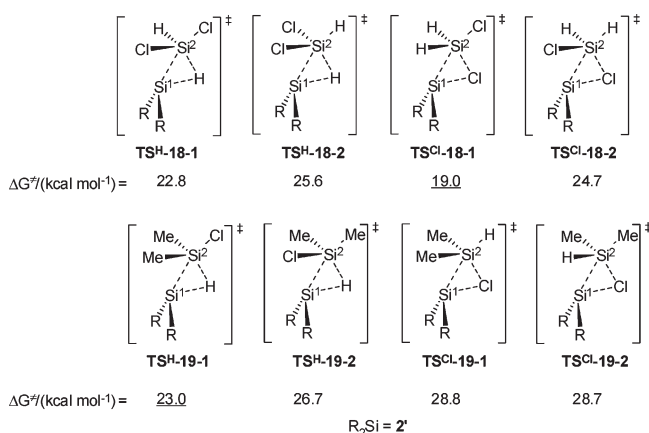 H Cl ‡ Cl H ‡ H Cl ‡ H H ‡
Cl Si² Cl Si² H Si² Cl Si²
Si¹ H Si¹ H Si¹ Cl Si¹ Cl
R R R R R R R R
TSᴴ-18-1 TSᴴ-18-2 TSᶜˡ-18-1 TSᶜˡ-18-2
ΔG≠/(kcal mol⁻¹) = 22.8 25.6 19.0 24.7
Me Cl ‡ Me Me ‡ Me H ‡ Me Me ‡
Me Si² Cl Si² Me Si² H Si²
Si¹ H Si¹ H Si¹ Cl Si¹ Cl
R R R R R R R R
TSᴴ-19-1 TSᴴ-19-2 TSᶜˡ-19-1 TSᶜˡ-19-2
ΔG≠/(kcal mol⁻¹) = 23.0 26.7 28.8 28.7
R₂Si = 2'